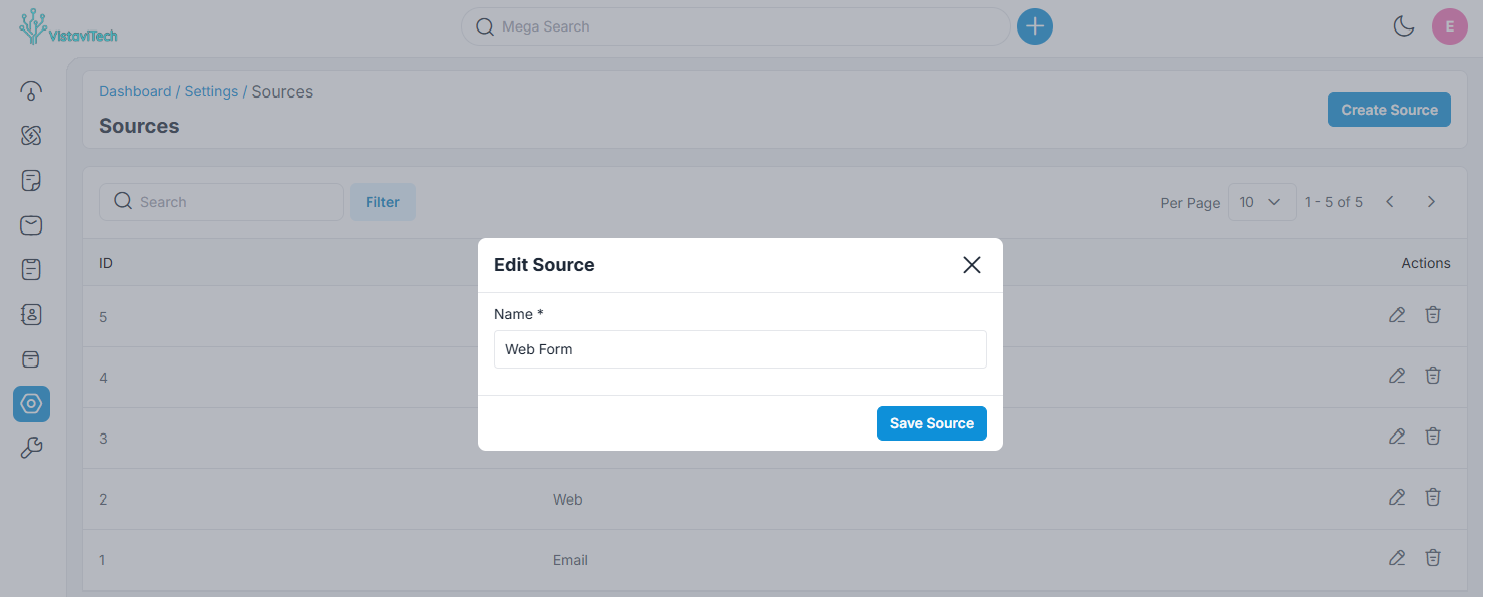 VistaviTech
Mega Search
E
Dashboard / Settings / Sources
Sources
Create Source
Search
Filter
Per Page 10 1 - 5 of 5
ID
Actions
Edit Source
Name *
Web Form
Save Source
5
4
3
2 Web
1 Email